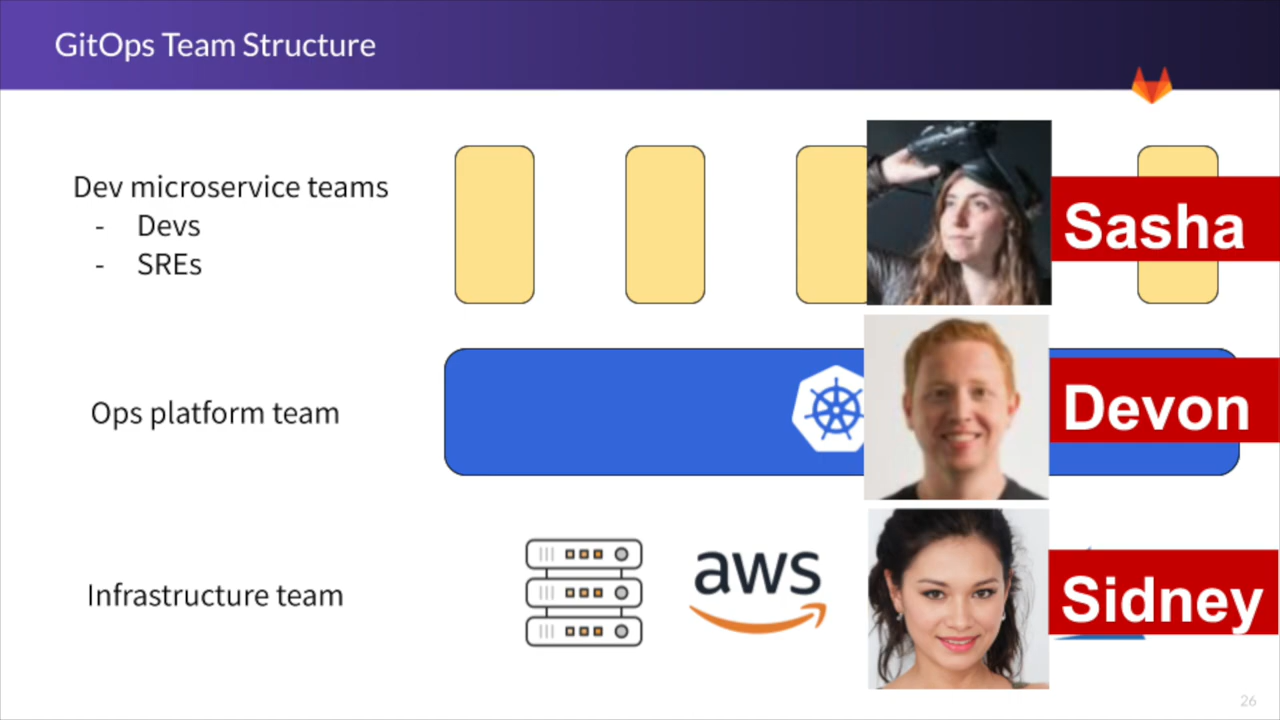 GitOps Team Structure
Dev microservice teams
- Devs
- SREs
Sasha
Ops platform team
Devon
Infrastructure team
aws
Sidney
26